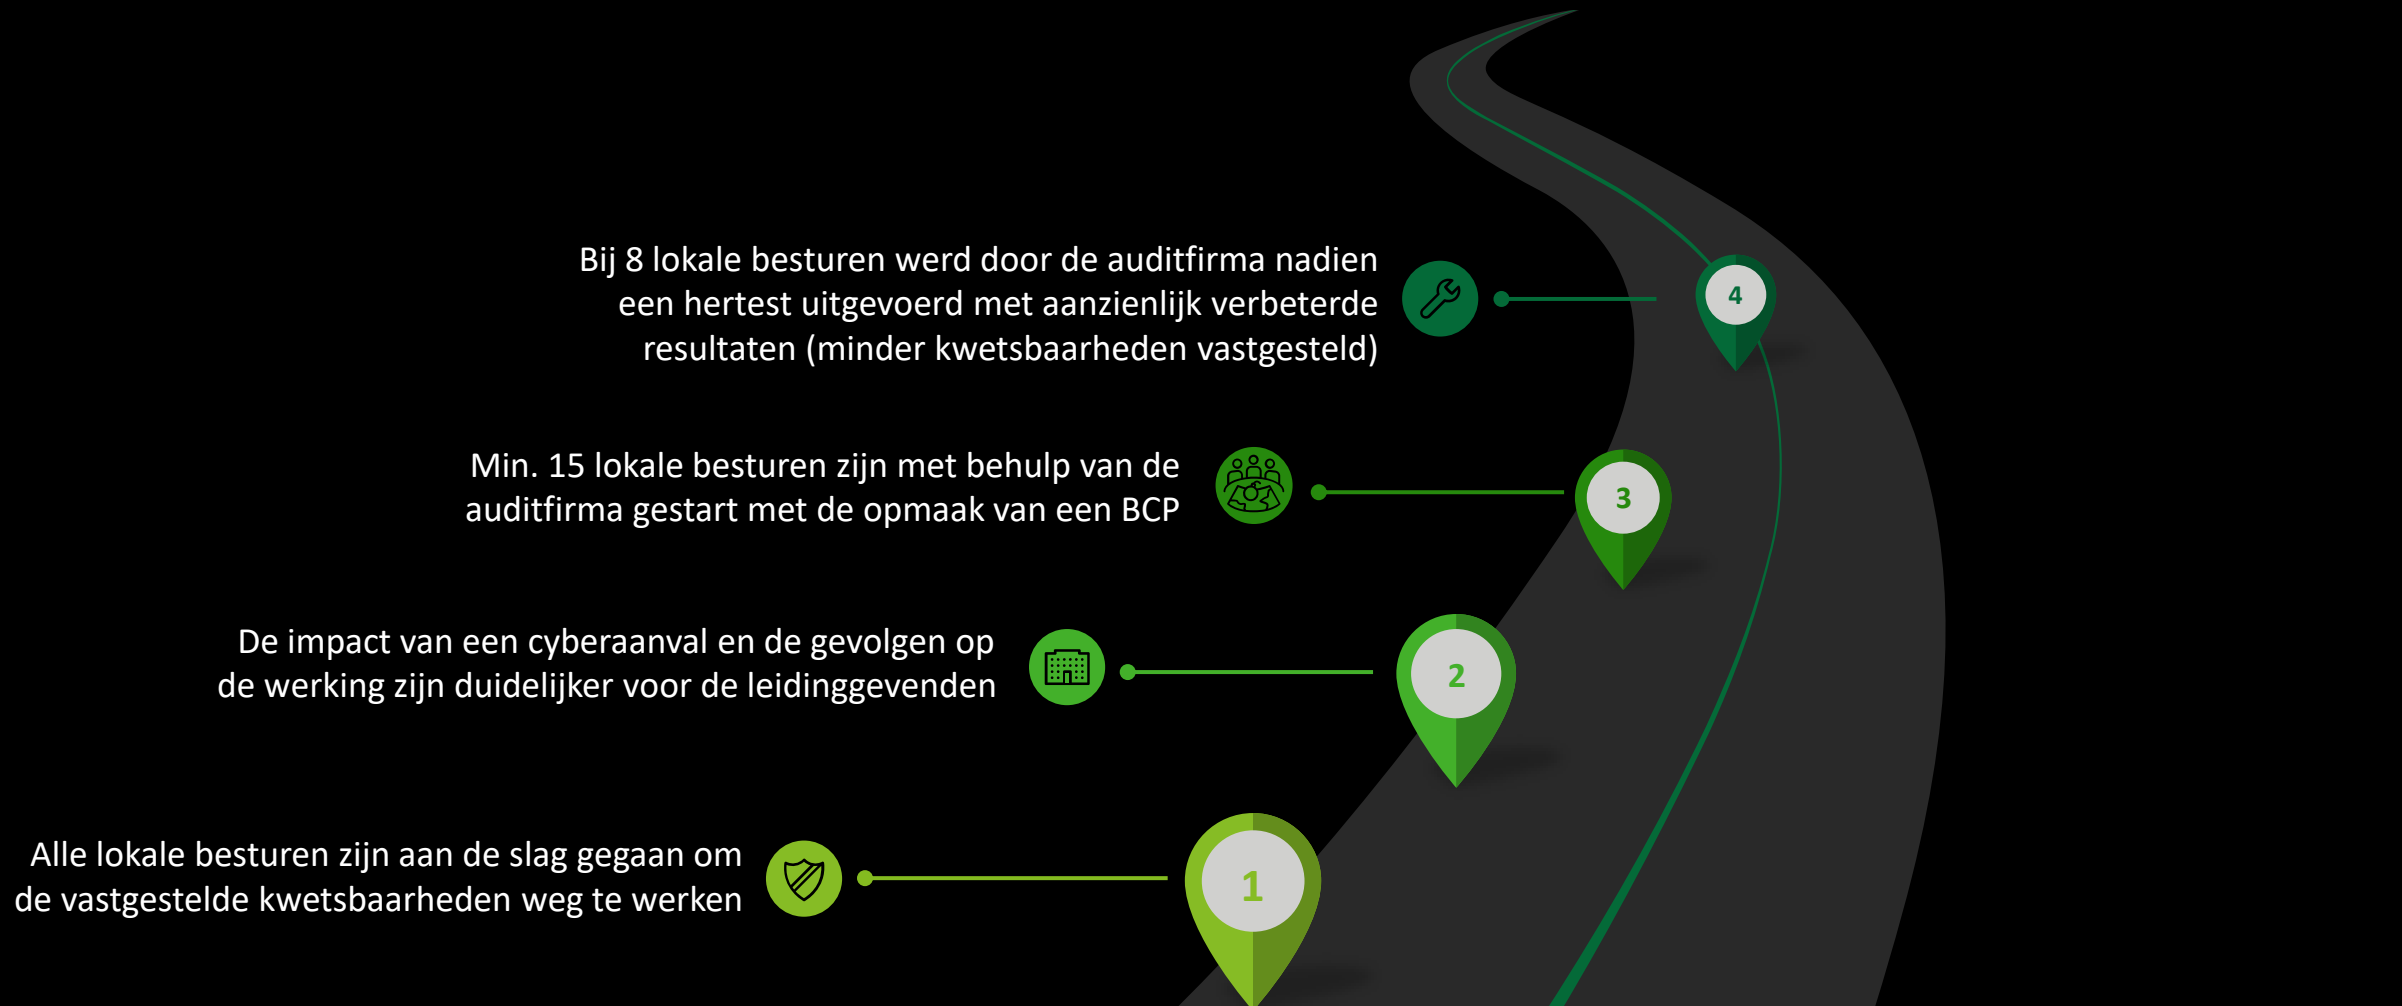 Bij 8 lokale besturen werd door de auditfirma nadien
een hertest uitgevoerd met aanzienlijk verbeterde
resultaten (minder kwetsbaarheden vastgesteld)
4
Min. 15 lokale besturen zijn met behulp van de
auditfirma gestart met de opmaak van een BCP
3
De impact van een cyberaanval en de gevolgen op
de werking zijn duidelijker voor de leidinggevenden
2
Alle lokale besturen zijn aan de slag gegaan om
de vastgestelde kwetsbaarheden weg te werken
1